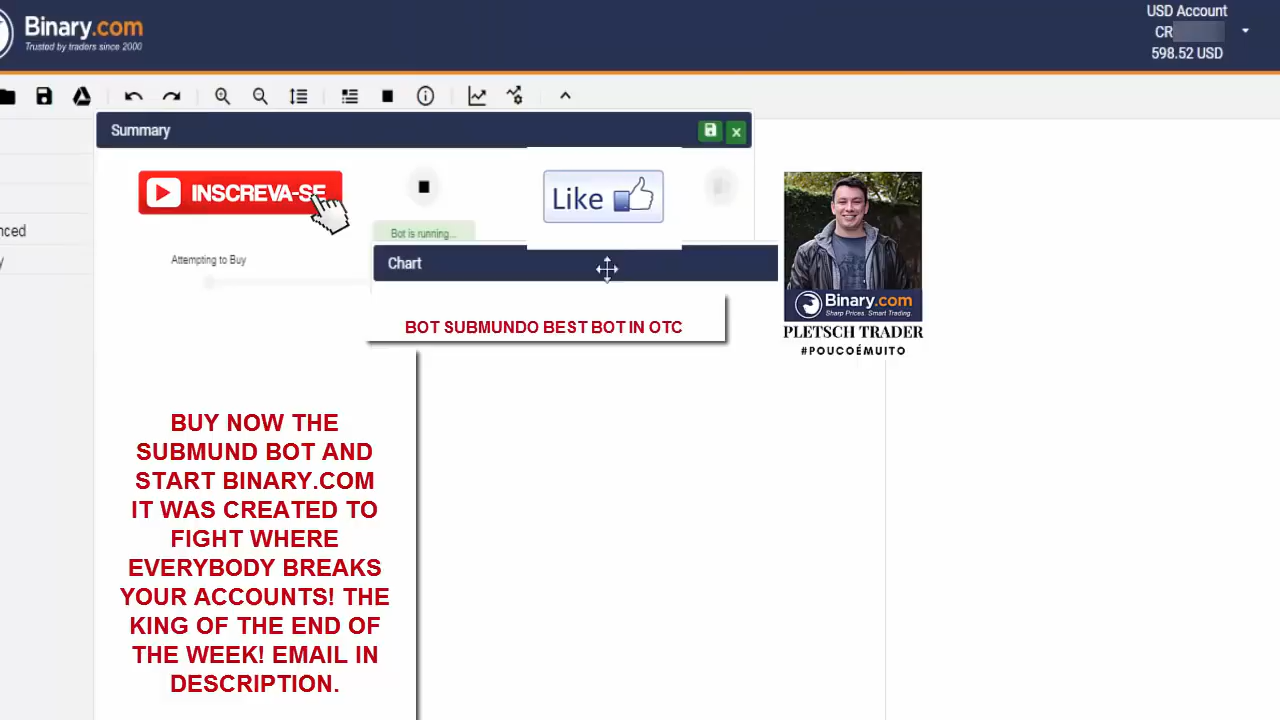 Binary.com
Trusted by traders since 2000
USD Account
CR
598.52 USD
Summary
INSCREVA-SE
Like
Bot is running...
nced
y
Attempting to Buy
Chart
Binary.com
Sharp Prices. Smart Trading.
BOT SUBMUNDO BEST BOT IN OTC
PLETSCH TRADER
#POUCOÉMUITO
BUY NOW THE
SUBMUND BOT AND
START BINARY.COM
IT WAS CREATED TO
FIGHT WHERE
EVERYBODY BREAKS
YOUR ACCOUNTS! THE
KING OF THE END OF
THE WEEK! EMAIL IN
DESCRIPTION.